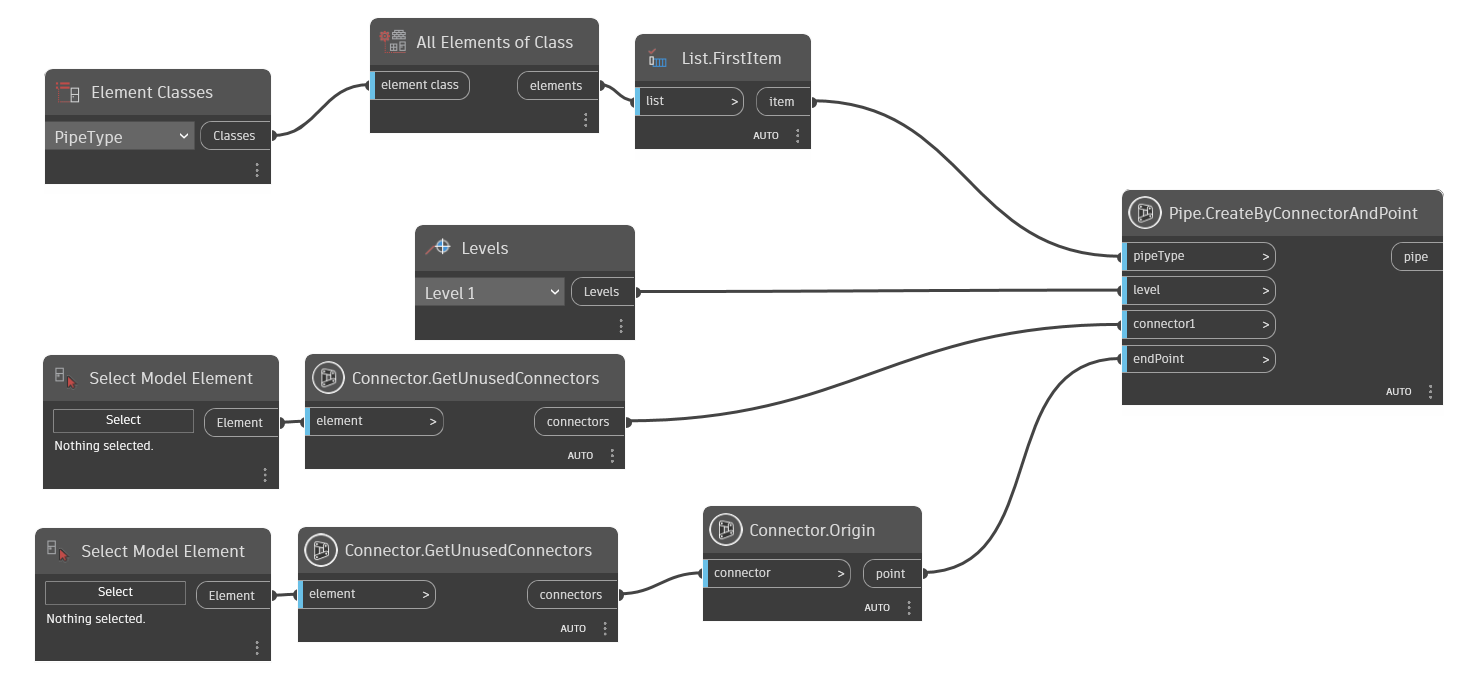 All Elements of Class
element class
elements
List.FirstItem
list >
item
AUTO
Element Classes
PipeType
Classes
Levels
Level 1
Levels
Pipe.CreateByConnectorAndPoint
pipeType >
pipe
level >
connector1 >
endPoint >
AUTO
Select Model Element
Select
Element
Nothing selected.
Connector.GetUnusedConnectors
element >
connectors
AUTO
Select Model Element
Select
Element
Nothing selected.
Connector.GetUnusedConnectors
element >
connectors
AUTO
Connector.Origin
connector >
point
AUTO